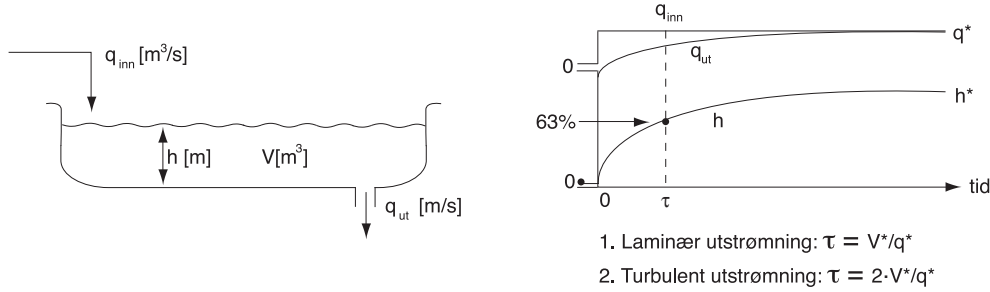 q_inn [m³/s]
h [m]
V[m³]
q_ut [m/s]
q_inn
q*
0
q_ut
h*
63%
h
0
tid
0
τ
1. Laminær utstrømning: τ = V*/q*
2. Turbulent utstrømning: τ = 2·V*/q*